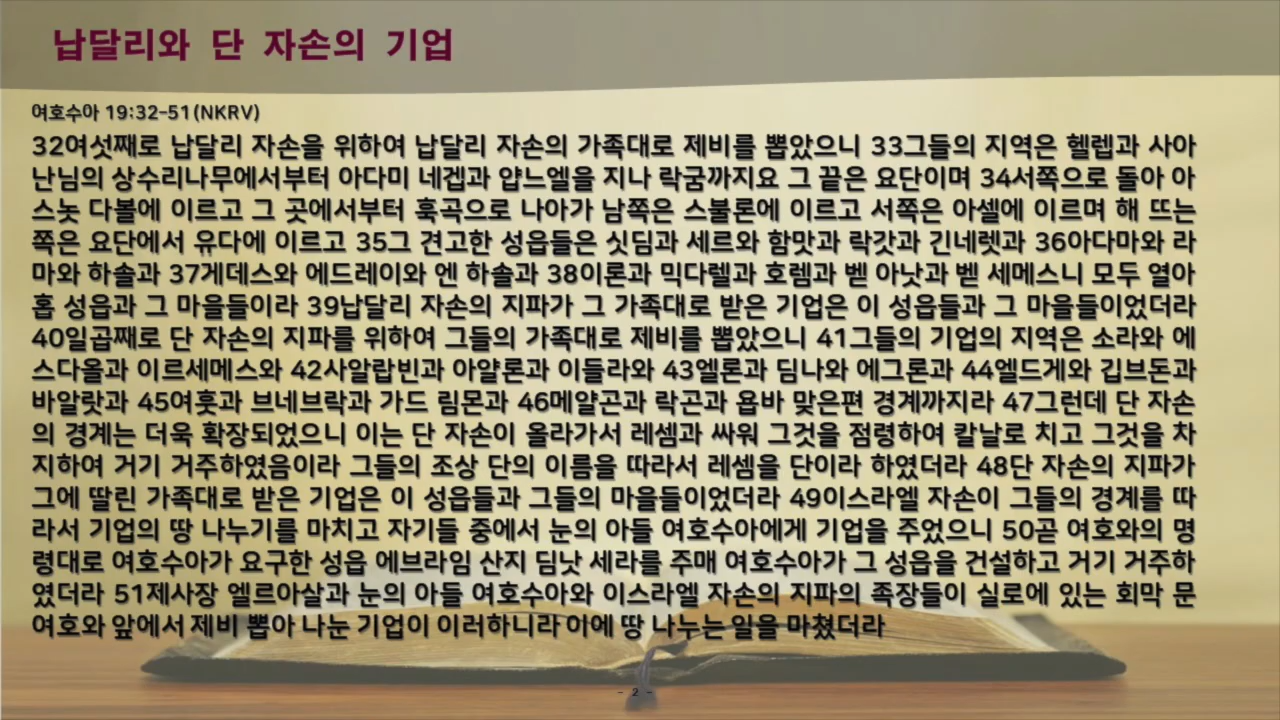 납달리와 단 자손의 기업
여호수아 19:32-51(NKRV)
32여섯째로 납달리 자손을 위하여 납달리 자손의 가족대로 제비를 뽑았으니 33그들의 지역은 헬렙과 사아
난님의 상수리나무에서부터 아다미 네겝과 얍느엘을 지나 락굼까지요 그 끝은 요단이며 34서쪽으로 돌아 아
스놋 다볼에 이르고 그 곳에서부터 훅곡으로 나아가 남쪽은 스불론에 이르고 서쪽은 아셀에 이르며 해 뜨는
쪽은 요단에서 유다에 이르고 35그 견고한 성읍들은 싯딤과 세르와 함맛과 락갓과 긴네렛과 36아다마와 라
마와 하솔과 37게데스와 에드레이와 엔 하솔과 38이론과 믹다렐과 호렘과 벧 아낫과 벧 세메스니 모두 열아
홉 성읍과 그 마을들이라 39납달리 자손의 지파가 그 가족대로 받은 기업은 이 성읍들과 그 마을들이었더라
40일곱째로 단 자손의 지파를 위하여 그들의 가족대로 제비를 뽑았으니 41그들의 기업의 지역은 소라와 에
스다올과 이르세메스와 42사알랍빈과 아얄론과 이들라와 43엘론과 딤나와 에그론과 44엘드게와 깁브돈과
바알랏과 45여훗과 브네브락과 가드 림몬과 46메얄곤과 락곤과 욥바 맞은편 경계까지라 47그런데 단 자손
의 경계는 더욱 확장되었으니 이는 단 자손이 올라가서 레셈과 싸워 그것을 점령하여 칼날로 치고 그것을 차
지하여 거기 거주하였음이라 그들의 조상 단의 이름을 따라서 레셈을 단이라 하였더라 48단 자손의 지파가
그에 딸린 가족대로 받은 기업은 이 성읍들과 그들의 마을들이었더라 49이스라엘 자손이 그들의 경계를 따
라서 기업의 땅 나누기를 마치고 자기들 중에서 눈의 아들 여호수아에게 기업을 주었으니 50곧 여호와의 명
령대로 여호수아가 요구한 성읍 에브라임 산지 딤낫 세라를 주매 여호수아가 그 성읍을 건설하고 거기 거주하
였더라 51제사장 엘르아살과 눈의 아들 여호수아와 이스라엘 자손의 지파의 족장들이 실로에 있는 회막 문
여호와 앞에서 제비 뽑아 나눈 기업이 이러하니라 이에 땅 나누는 일을 마쳤더라
- 2 -